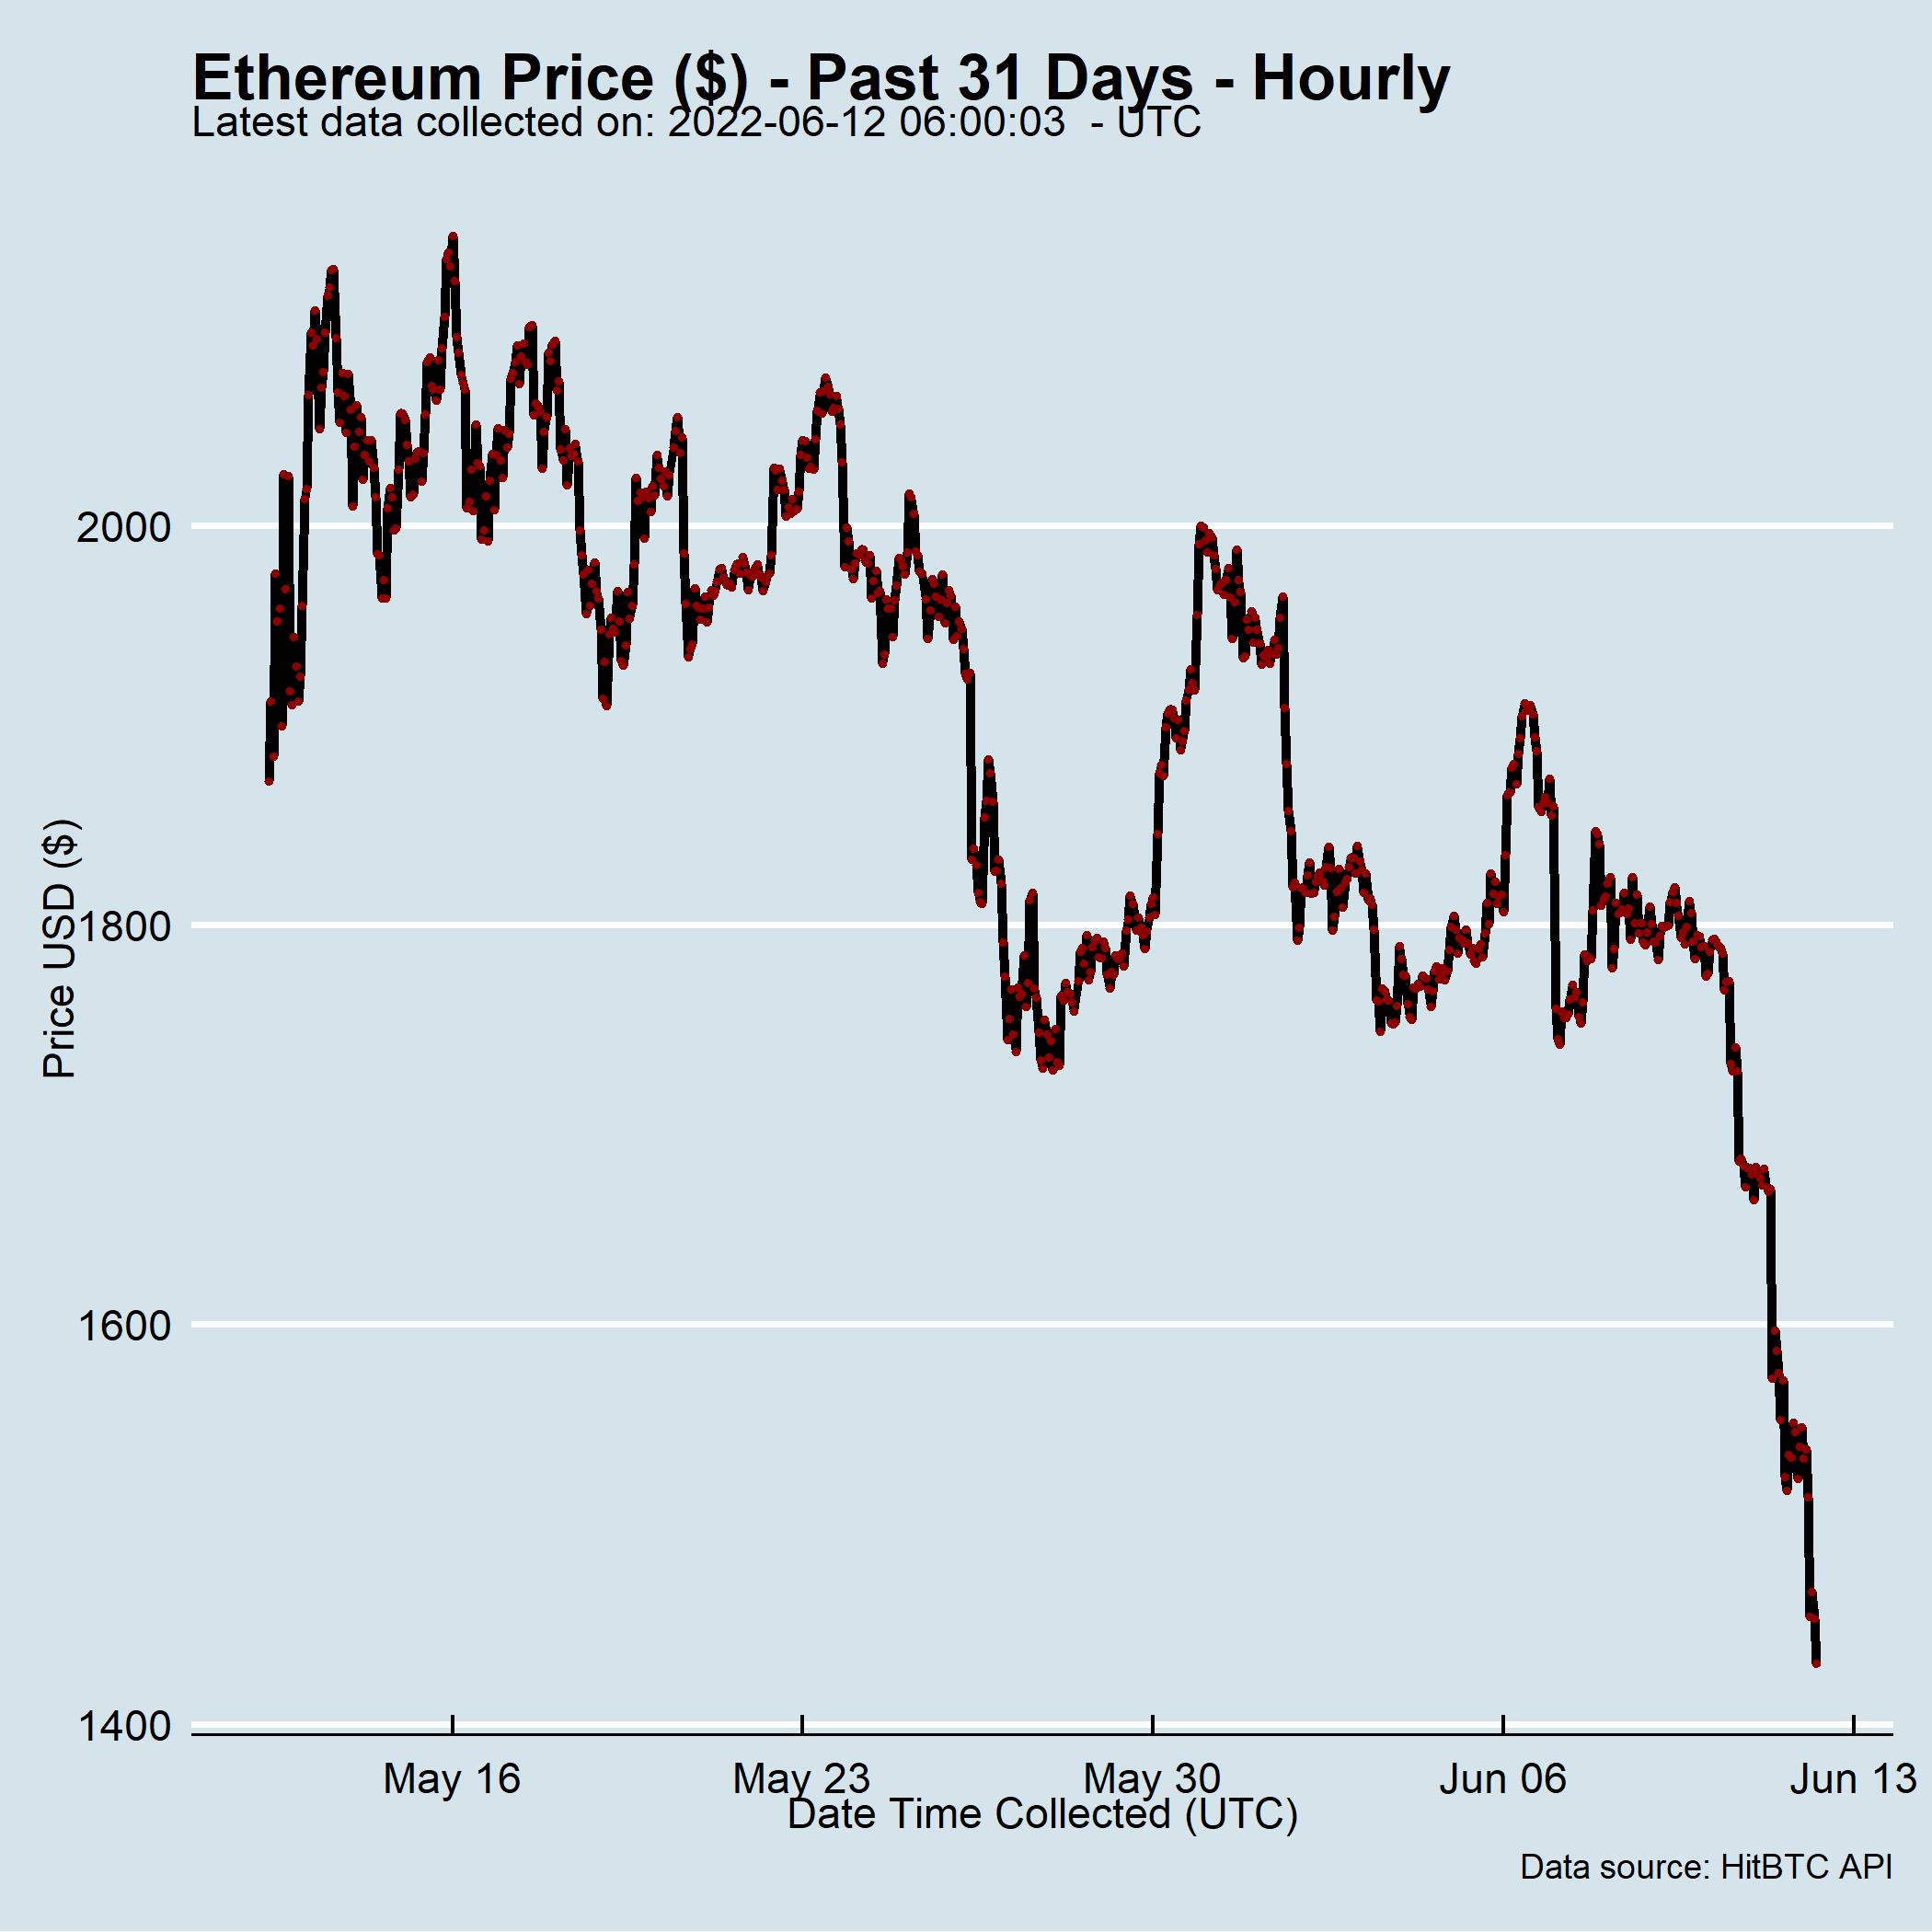 Ethereum Price ($) - Past 31 Days - Hourly
Latest data collected on: 2022-06-12 06:00:03  - UTC
Price USD ($)
2000
1800
1600
1400
May 16
May 23
May 30
Jun 06
Jun 13
Date Time Collected (UTC)
Data source: HitBTC API